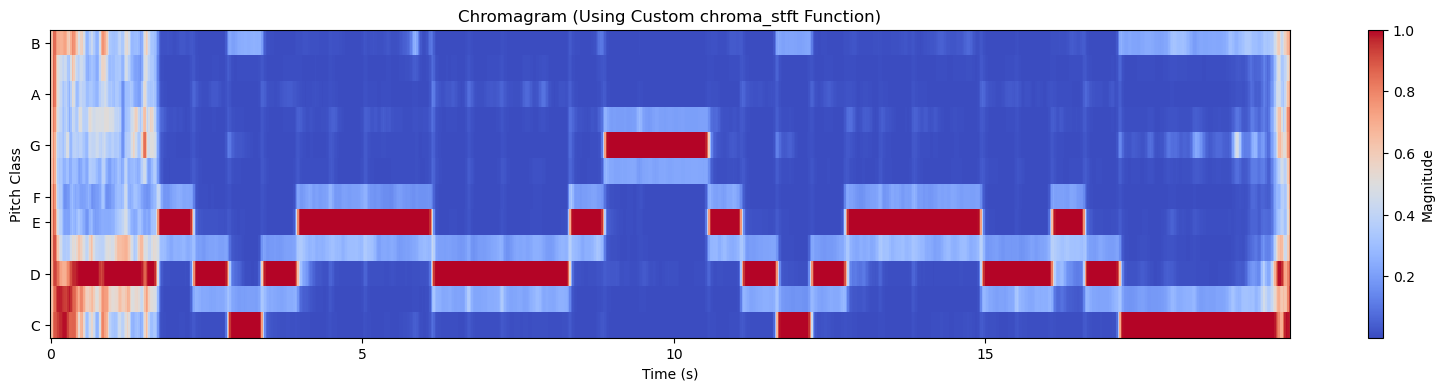 Chromagram (Using Custom chroma_stft Function)
Pitch Class
B
A
G
F
E
D
C
0
5
10
15
Time (s)
1.0
0.8
0.6
0.4
0.2
Magnitude